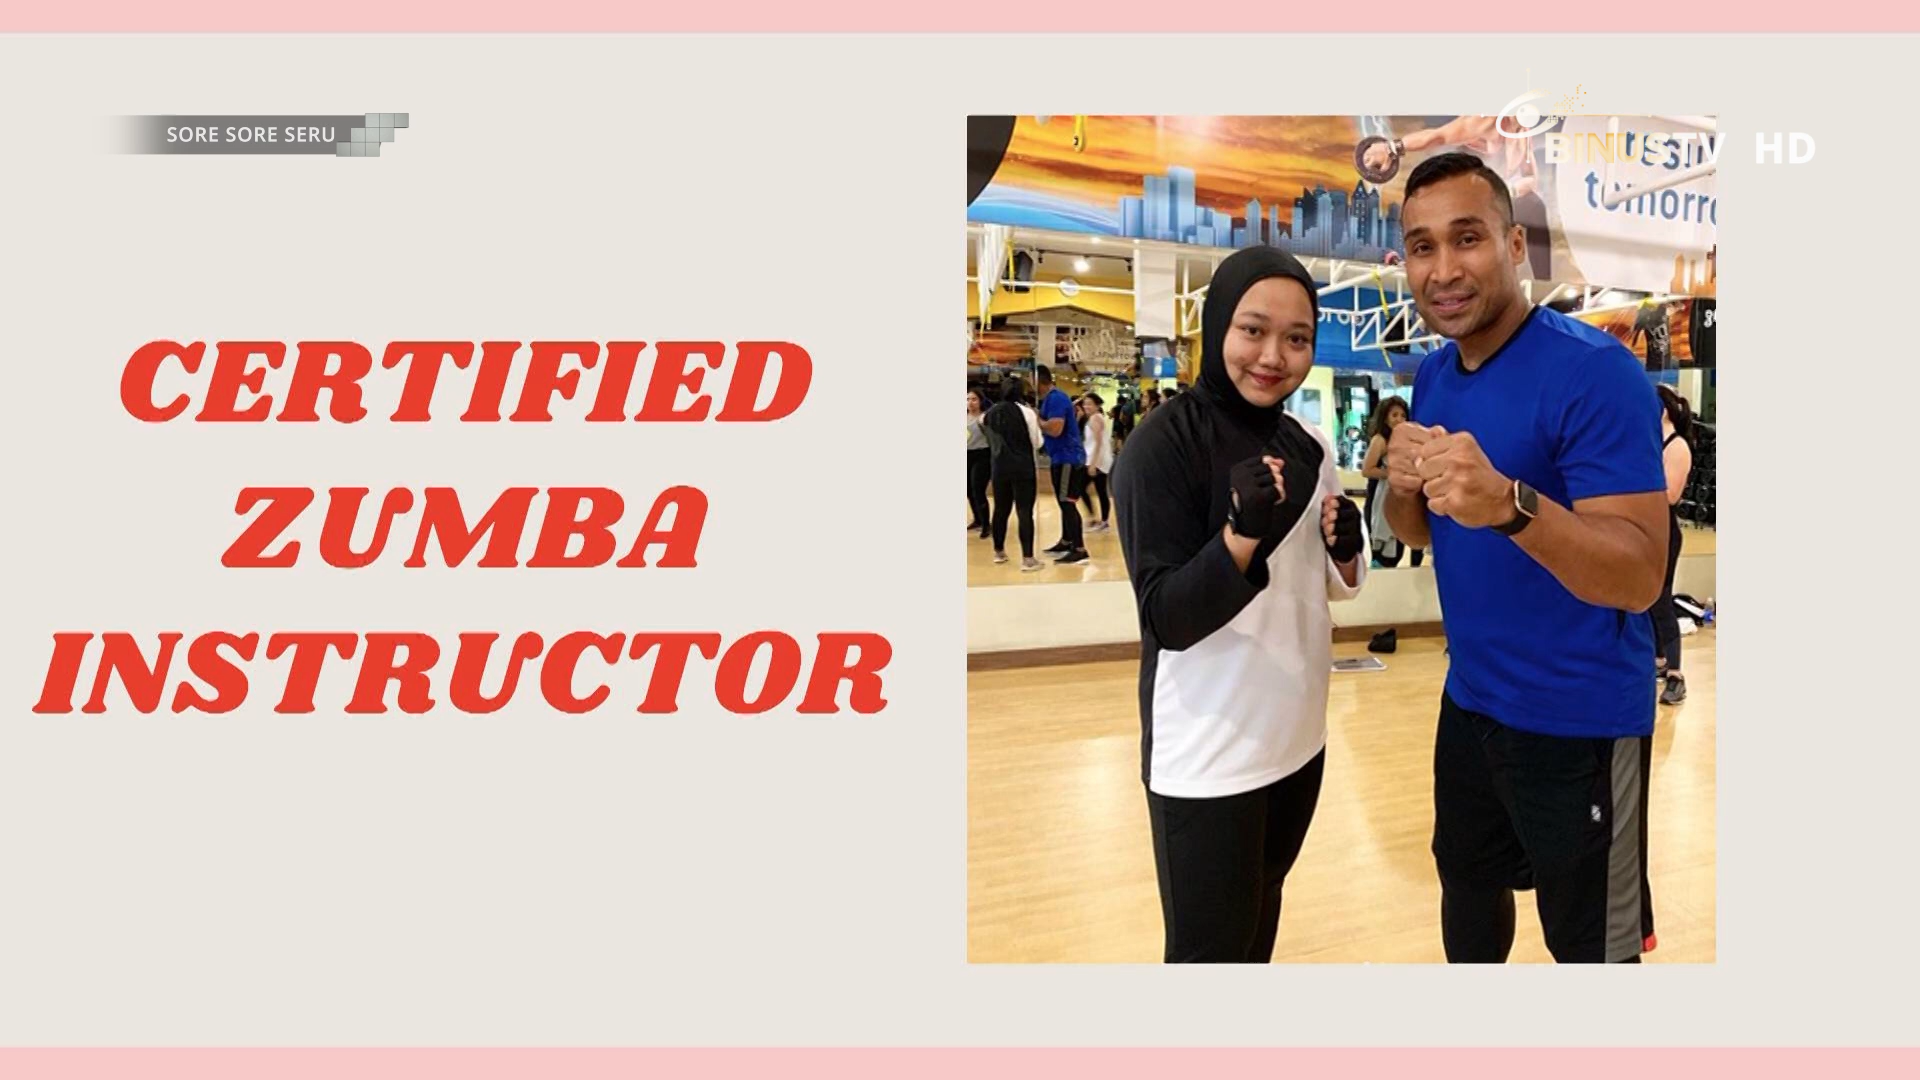 SORE SORE SERU
BINUSTV HD
CERTIFIED
ZUMBA
INSTRUCTOR